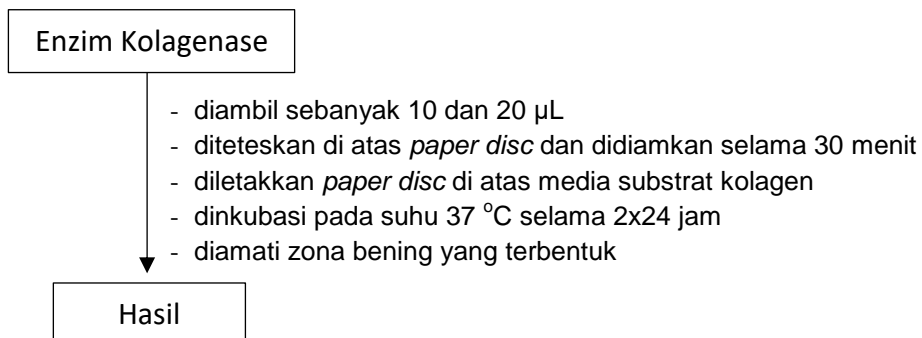 Enzim Kolagenase
- diambil sebanyak 10 dan 20 µL
- diteteskan di atas paper disc dan didiamkan selama 30 menit
- diletakkan paper disc di atas media substrat kolagen
- dinkubasi pada suhu 37 °C selama 2x24 jam
- diamati zona bening yang terbentuk
Hasil